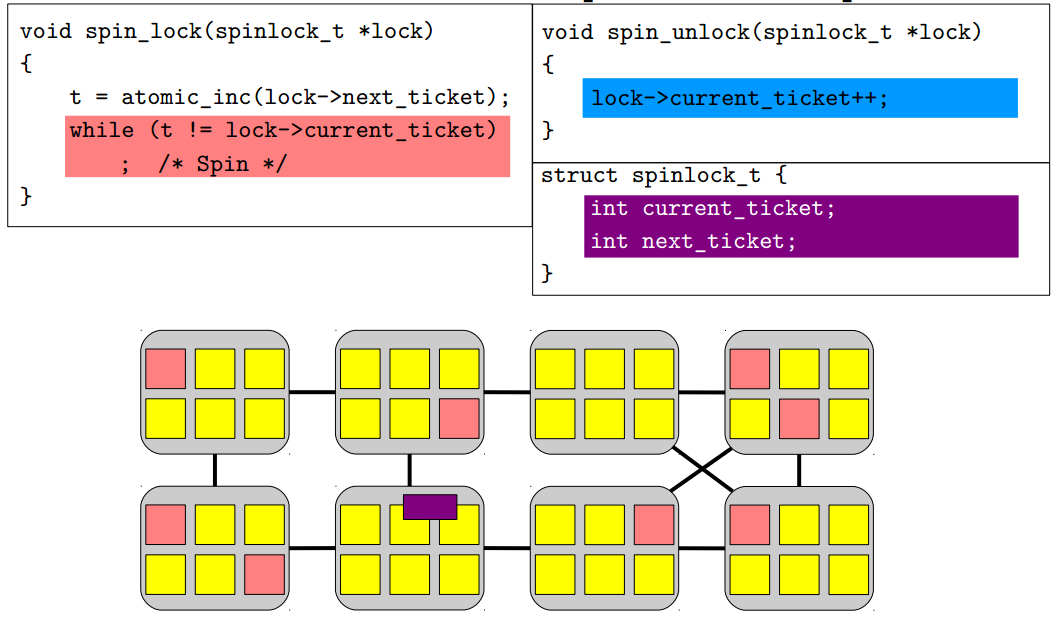 void spin_lock(spinlock_t *lock)
{
    t = atomic_inc(lock->next_ticket);
    while (t != lock->current_ticket)
        ;  /* Spin */
}
void spin_unlock(spinlock_t *lock)
{
    lock->current_ticket++;
}
struct spinlock_t {
    int current_ticket;
    int next_ticket;
}